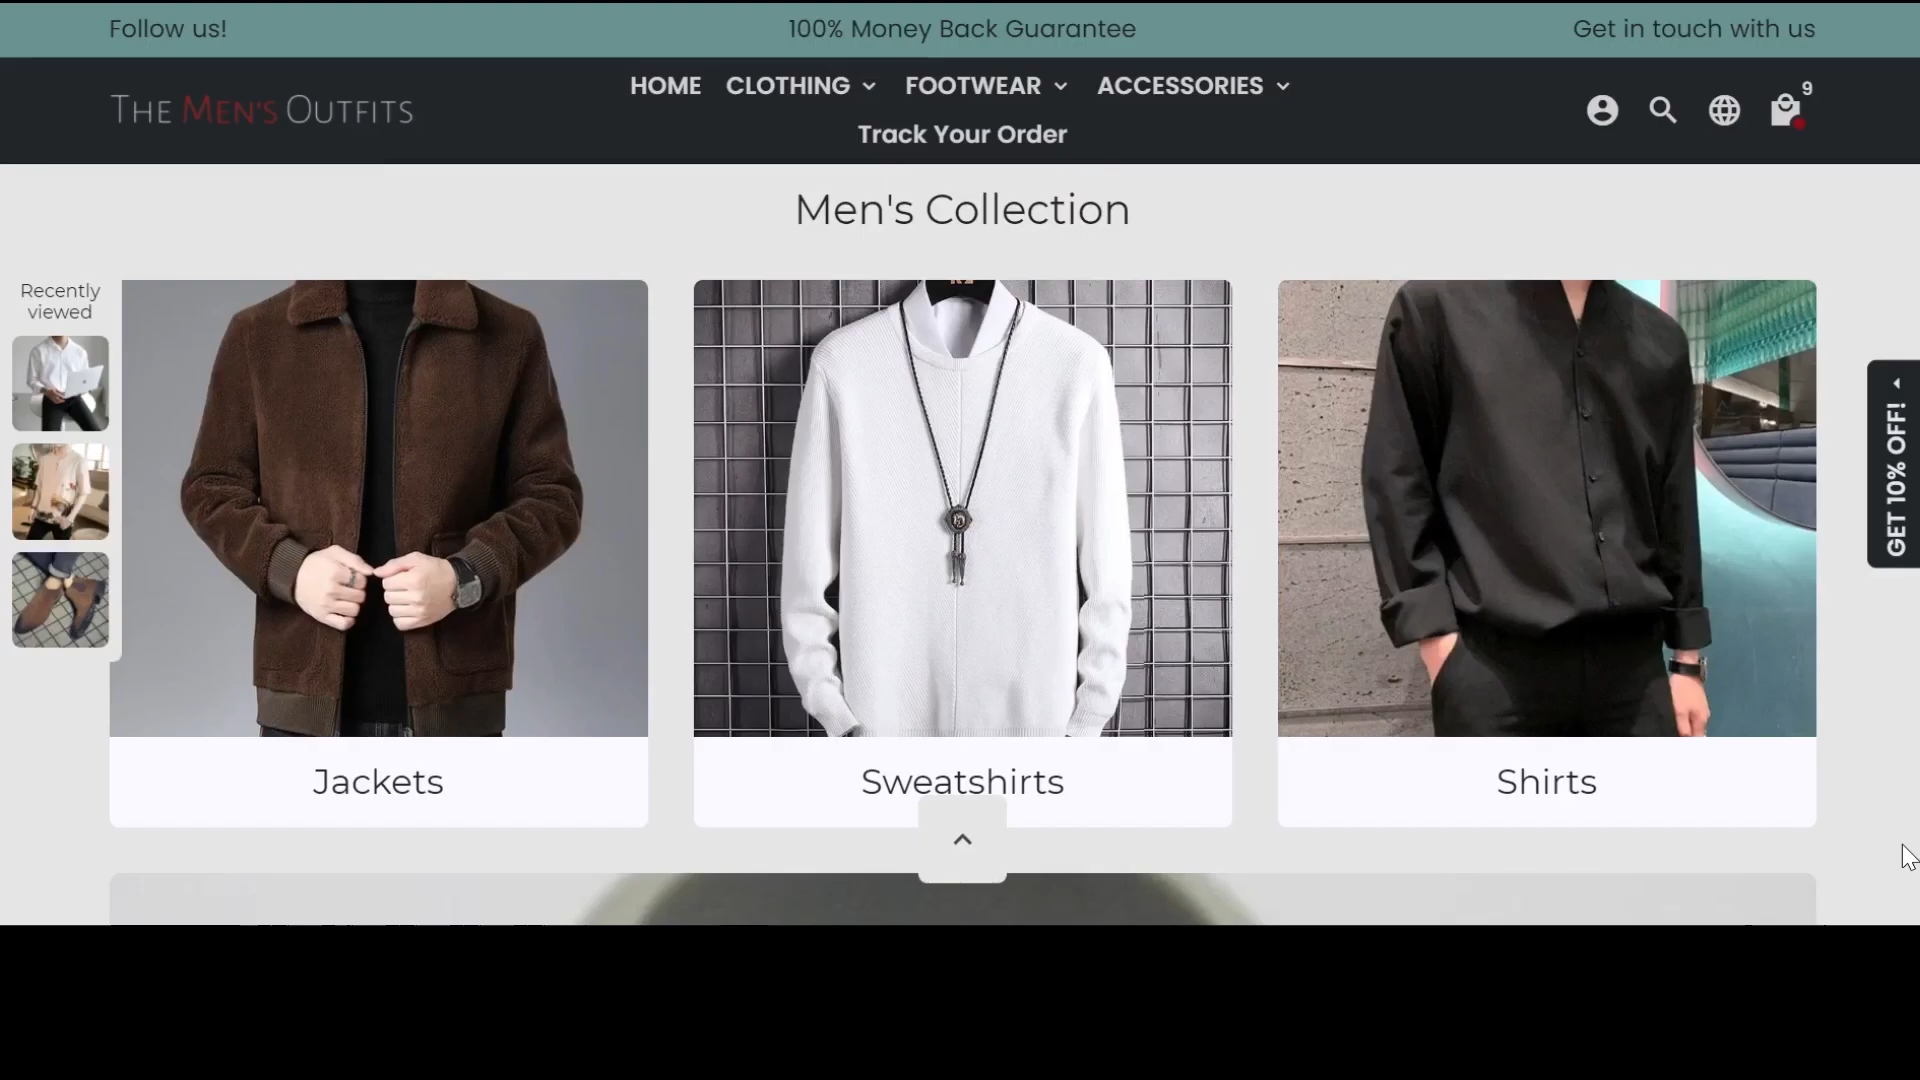 Follow us!
100% Money Back Guarantee
Get in touch with us
THE MEN'S OUTFITS
HOME CLOTHING FOOTWEAR ACCESSORIES
Track Your Order
9
Men's Collection
Recently
viewed
GET 10% OFF!
Jackets
Sweatshirts
Shirts